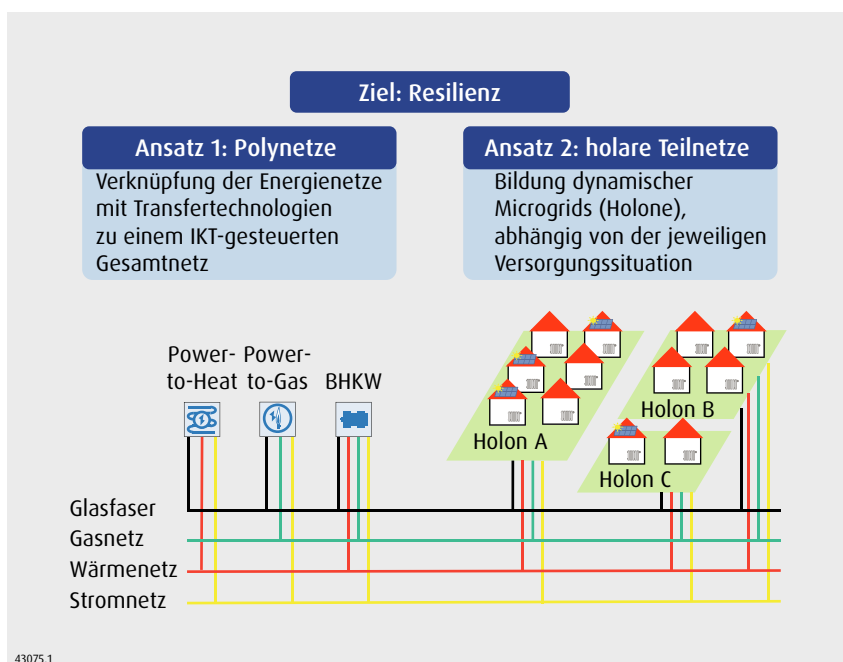 Ziel: Resilienz
Ansatz 1: Polynetze
Verknüpfung der Energienetze
mit Transfertechnologien
zu einem IKT-gesteuerten
Gesamtnetz
Ansatz 2: holare Teilnetze
Bildung dynamischer
Microgrids (Holone),
abhängig von der jeweiligen
Versorgungssituation
Power-
to-Heat
Power-
to-Gas
BHKW
Holon A
Holon B
Holon C
Glasfaser
Gasnetz
Wärmenetz
Stromnetz
43075.1